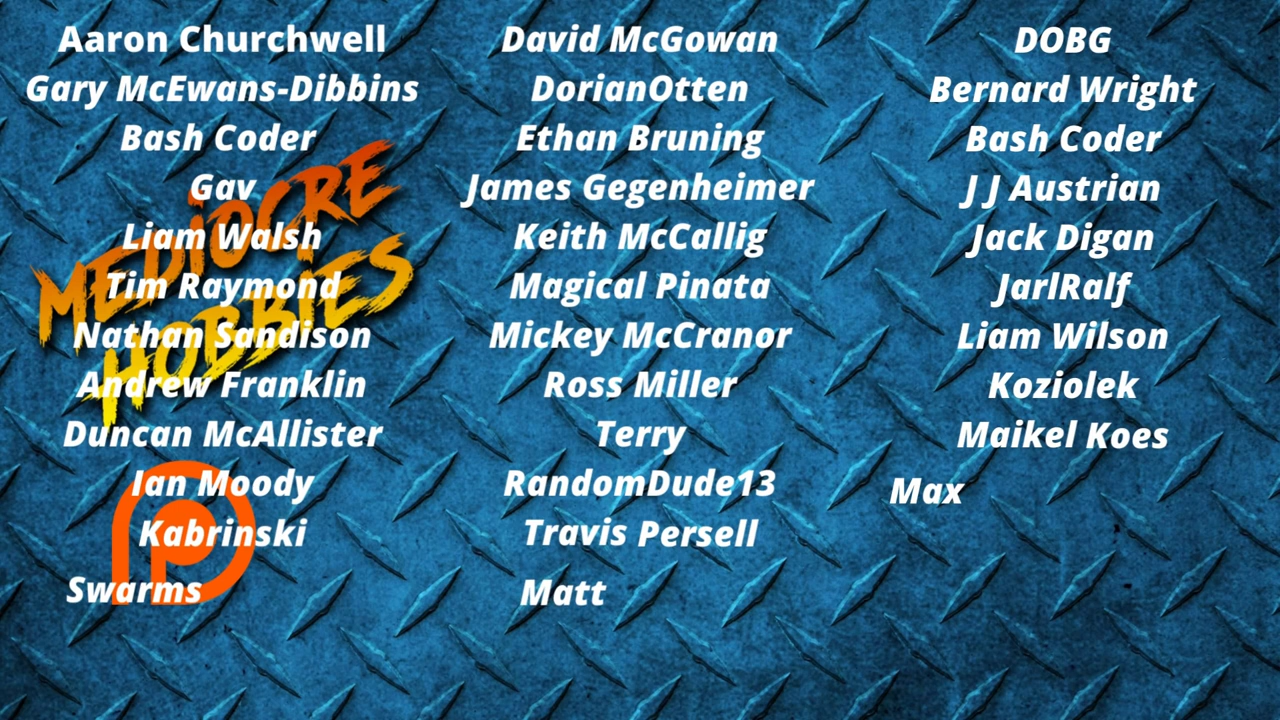 Aaron Churchwell
Gary McEwans-Dibbins
Bash Coder
Gav
Liam Walsh
Tim Raymond
Nathan Sandison
Andrew Franklin
Duncan McAllister
Ian Moody
Kabrinski
Swarms
MEDIOCRE
HOBBIES
David McGowan
DorianOtten
Ethan Bruning
James Gegenheimer
Keith McCallig
Magical Pinata
Mickey McCranor
Ross Miller
Terry
RandomDude13
Travis Persell
Matt
DOBG
Bernard Wright
Bash Coder
J J Austrian
Jack Digan
JarlRalf
Liam Wilson
Koziolek
Maikel Koes
Max